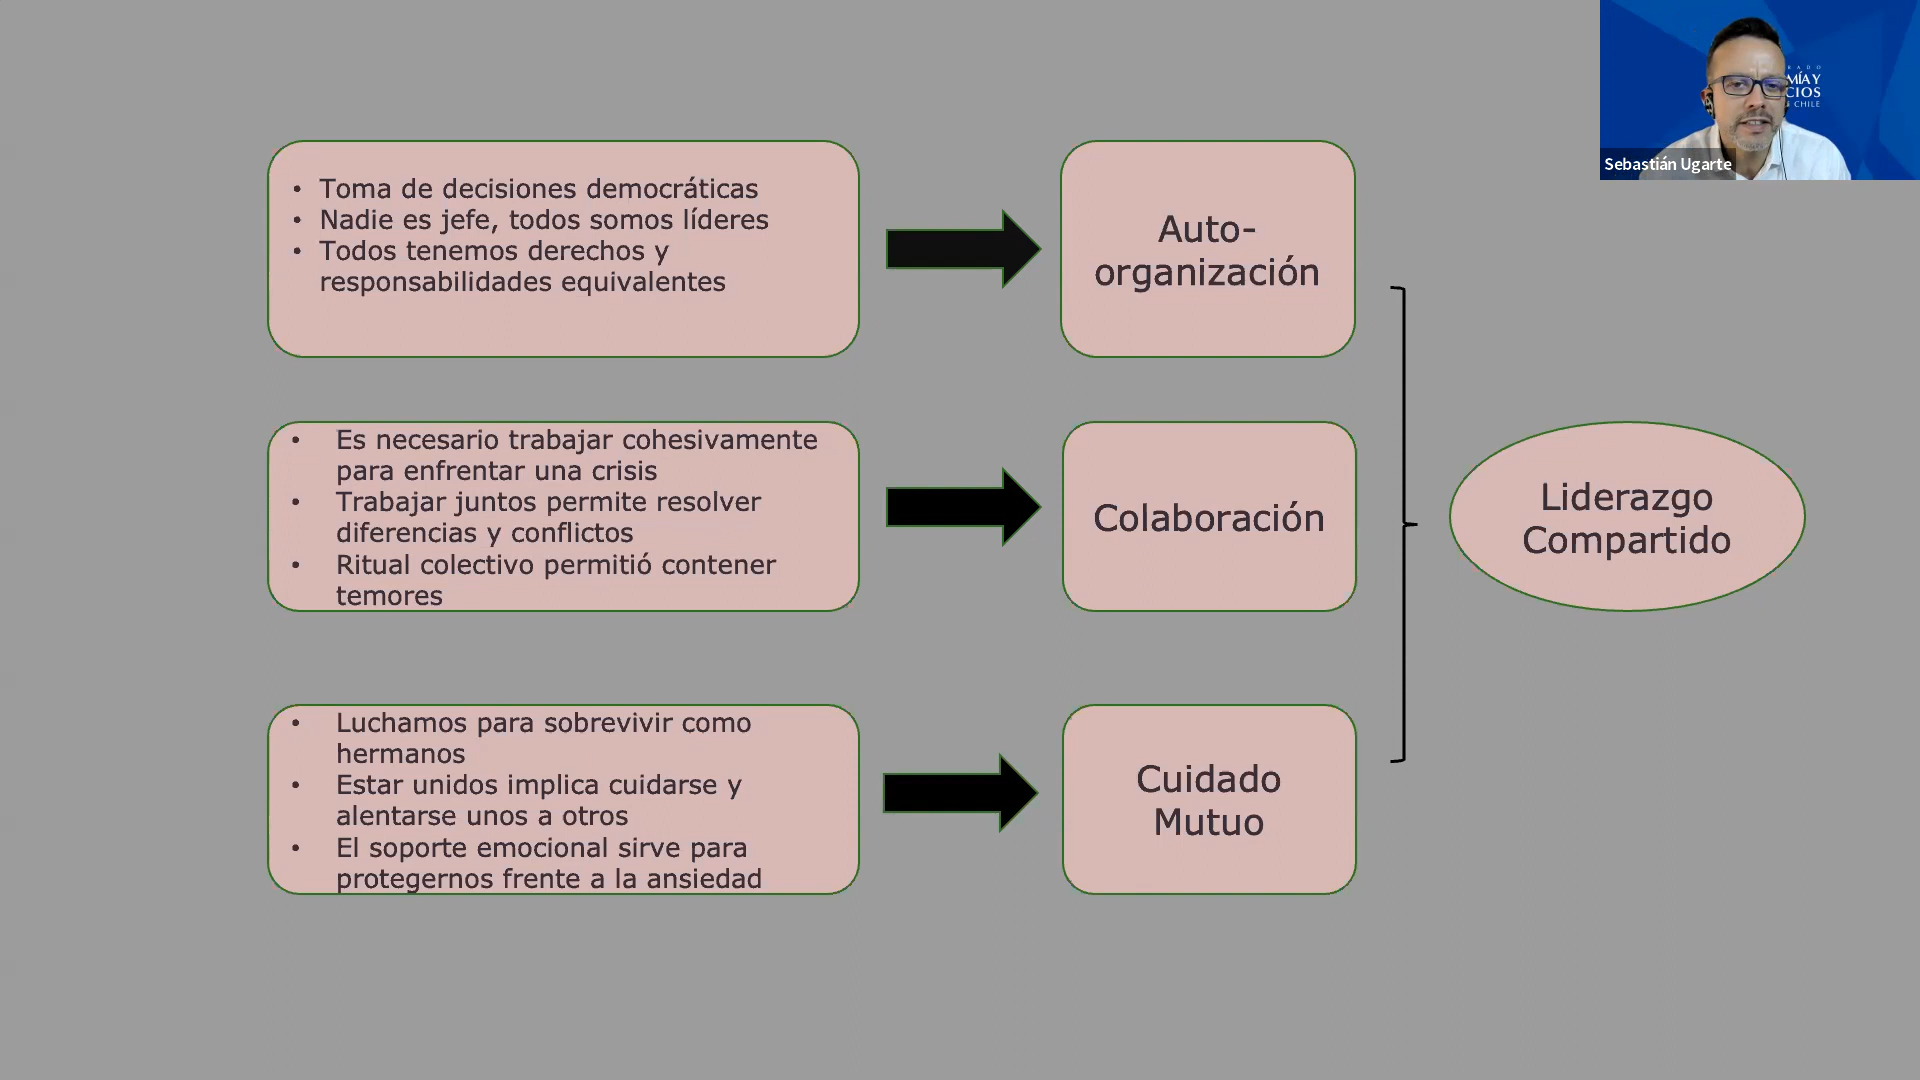 • Toma de decisiones democráticas
• Nadie es jefe, todos somos líderes
• Todos tenemos derechos y
responsabilidades equivalentes
Auto-
organización
• Es necesario trabajar cohesivamente
para enfrentar una crisis
• Trabajar juntos permite resolver
diferencias y conflictos
• Ritual colectivo permitió contener
temores
Colaboración
• Luchamos para sobrevivir como
hermanos
• Estar unidos implica cuidarse y
alentarse unos a otros
• El soporte emocional sirve para
protegernos frente a la ansiedad
Cuidado
Mutuo
Liderazgo
Compartido
MÍA Y
CIOS
CHILE
Sebastián Ugarte